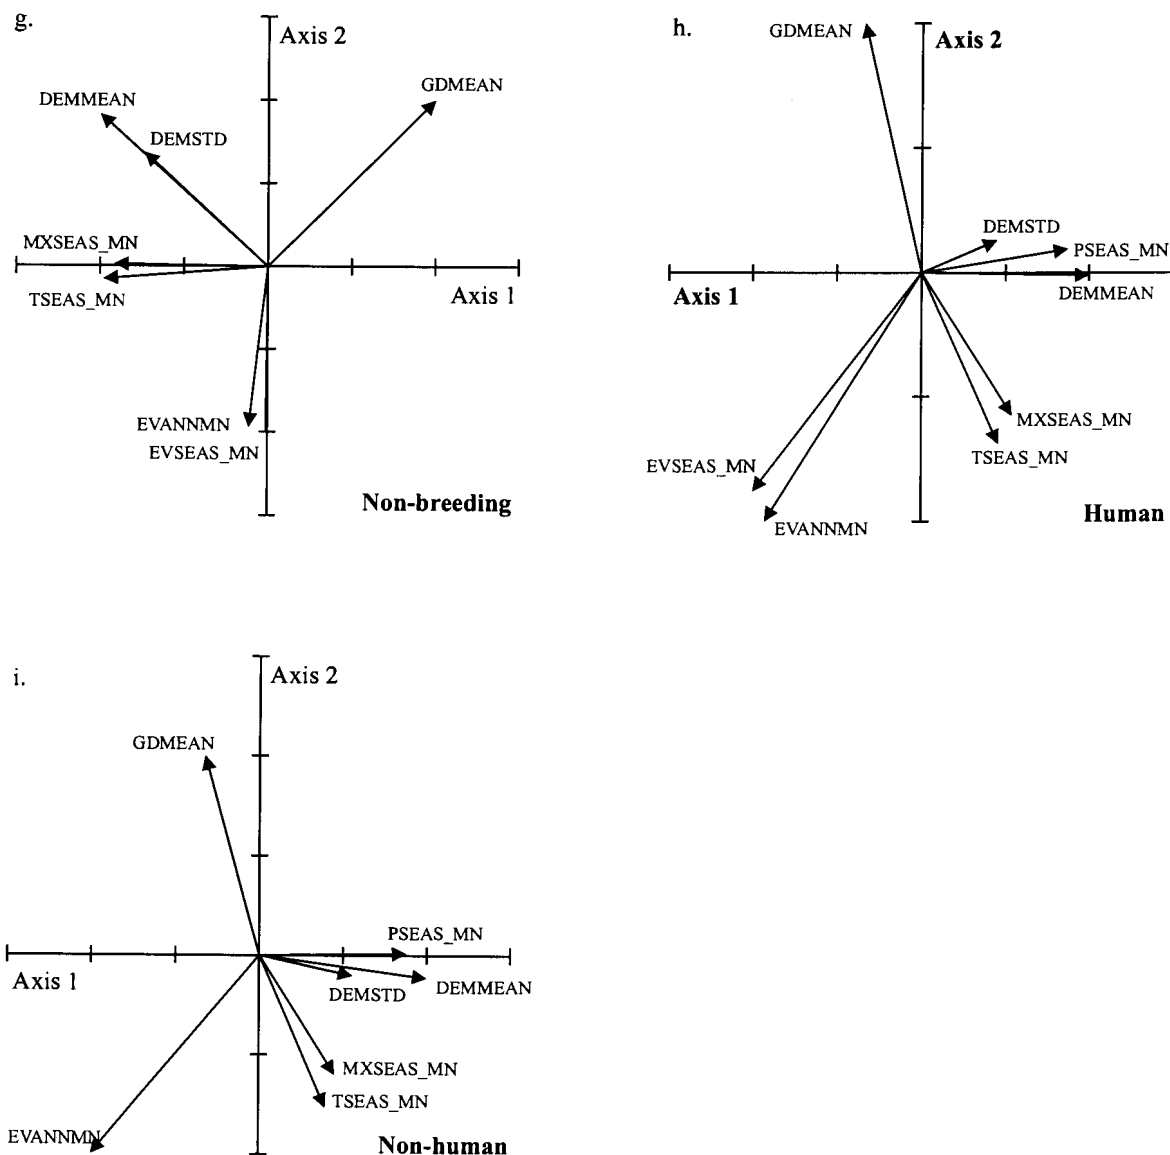 g.
Axis 2
DEMMEAN
GDMEAN
DEMSTD
MXSEAS_MN
TSEAS_MN
Axis 1
EVANNMN
EVSEAS_MN
Non-breeding
h.
GDMEAN
Axis 2
DEMSTD
PSEAS_MN
Axis 1
DEMMEAN
MXSEAS_MN
TSEAS_MN
EVSEAS_MN
EVANNMN
Human
i.
Axis 2
GDMEAN
PSEAS_MN
Axis 1
DEMSTD
DEMMEAN
MXSEAS_MN
TSEAS_MN
EVANNMN
Non-human